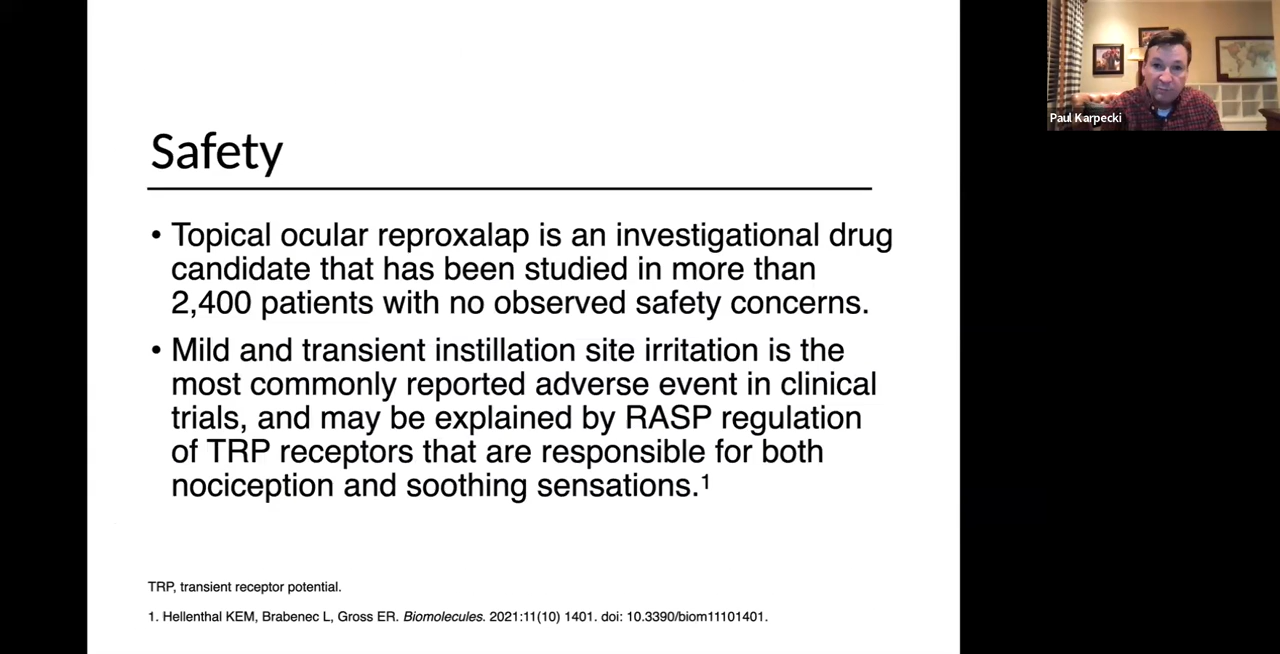 Safety
• Topical ocular reproxalap is an investigational drug
candidate that has been studied in more than
2,400 patients with no observed safety concerns.
• Mild and transient instillation site irritation is the
most commonly reported adverse event in clinical
trials, and may be explained by RASP regulation
of TRP receptors that are responsible for both
nociception and soothing sensations.¹
TRP, transient receptor potential.
1. Hellenthal KEM, Brabenec L, Gross ER. Biomolecules. 2021:11(10) 1401. doi: 10.3390/biom11101401.
Paul Karpecki